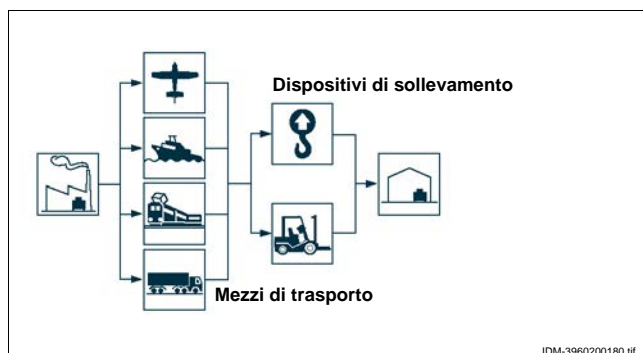 Dispositivi di sollevamento
Mezzi di trasporto
IDM-3960200180.tif